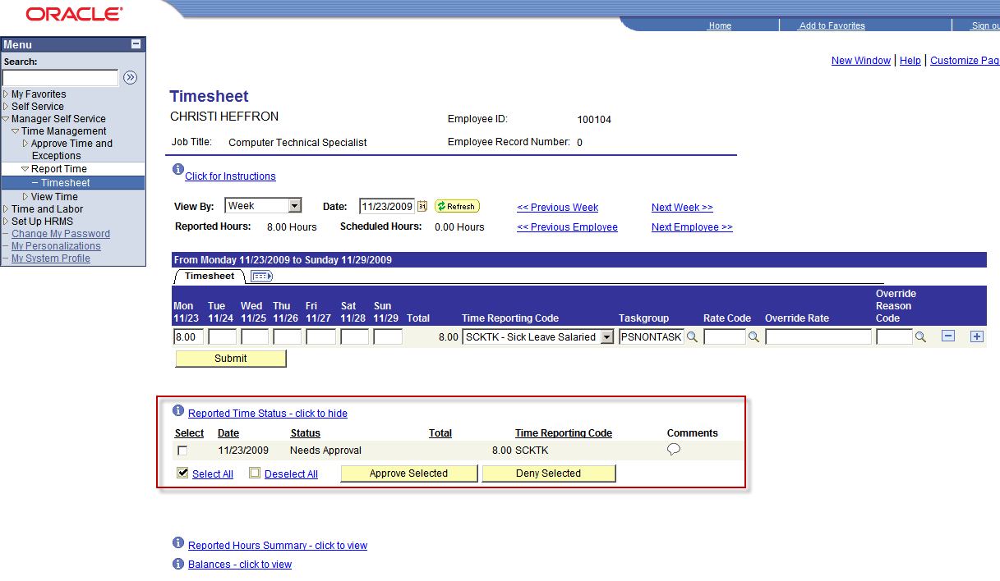 ORACLE®
Home
Add to Favorites
Sign ou
New Window | Help | Customize Pag
Menu
Search:
My Favorites
Self Service
Manager Self Service
Time Management
Approve Time and
Exceptions
Report Time
– Timesheet
View Time
Time and Labor
Set Up HRMS
– Change My Password
– My Personalizations
– My System Profile
Timesheet
CHRISTI HEFFRON
Employee ID: 100104
Job Title: Computer Technical Specialist
Employee Record Number: 0
Click for Instructions
View By: Week Date: 11/23/2009 31 Refresh << Previous Week Next Week >>
Reported Hours: 8.00 Hours Scheduled Hours: 0.00 Hours << Previous Employee Next Employee >>
From Monday 11/23/2009 to Sunday 11/29/2009
Timesheet
Mon 11/23
Tue 11/24
Wed 11/25
Thu 11/26
Fri 11/27
Sat 11/28
Sun 11/29
Total
Time Reporting Code
Taskgroup
Rate Code
Override Rate
Override Reason Code
8.00 8.00 SCKTK - Sick Leave Salaried PSNONTASK
Submit
Reported Time Status - click to hide
Select Date Status Total Time Reporting Code Comments
11/23/2009 Needs Approval 8.00 SCKTK
Select All Deselect All Approve Selected Deny Selected
Reported Hours Summary - click to view
Balances - click to view